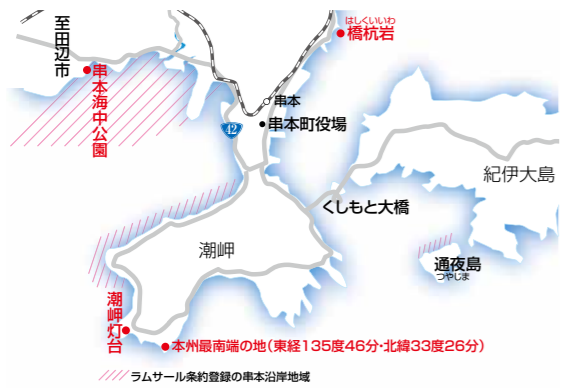 至田辺市
串本海中公園
はしくいいわ
橋杭岩
串本
串本町役場
42
紀伊大島
くしもと大橋
潮岬
通夜島
つやじま
潮岬灯台
本州最南端の地(東経135度46分・北緯33度26分)
ラムサール条約登録の串本沿岸地域